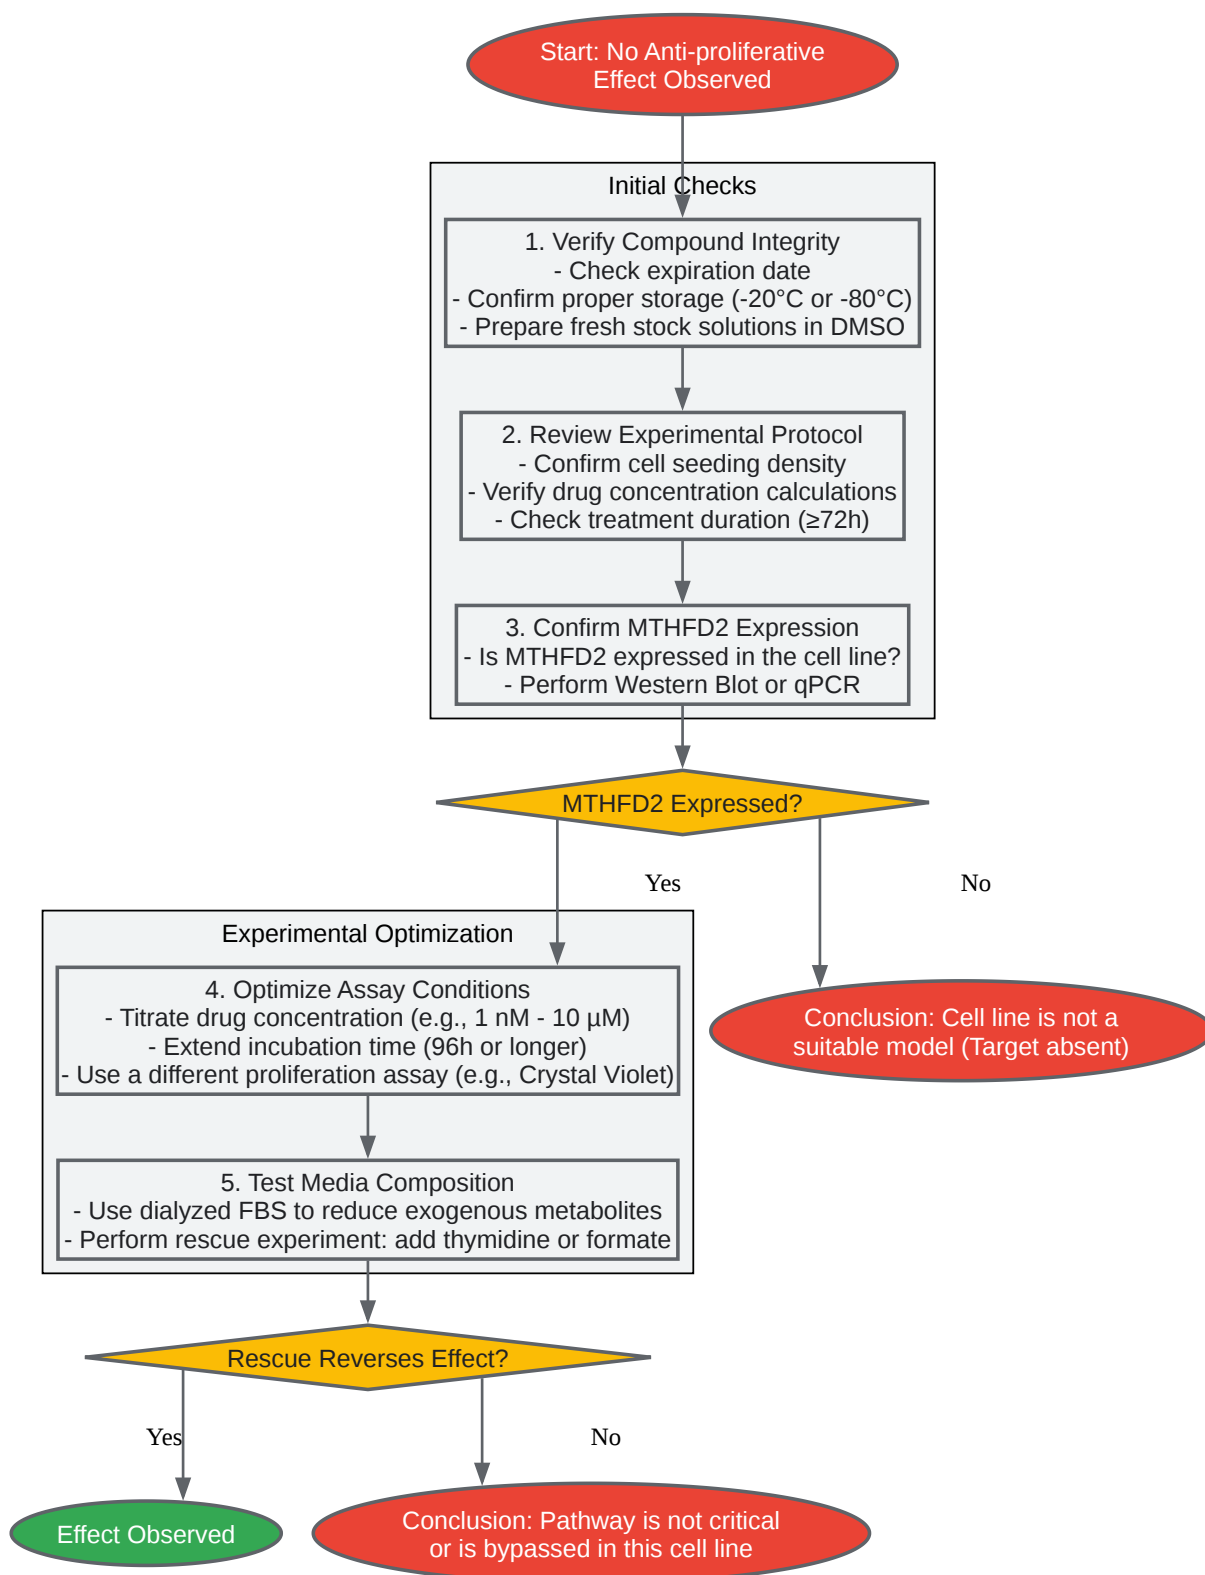 Start: No Anti-proliferative
Effect Observed
Initial Checks
1. Verify Compound Integrity
- Check expiration date
- Confirm proper storage (-20°C or -80°C)
- Prepare fresh stock solutions in DMSO
2. Review Experimental Protocol
- Confirm cell seeding density
- Verify drug concentration calculations
- Check treatment duration (≥72h)
3. Confirm MTHFD2 Expression
- Is MTHFD2 expressed in the cell line?
- Perform Western Blot or qPCR
MTHFD2 Expressed?
Yes
No
Experimental Optimization
4. Optimize Assay Conditions
- Titrate drug concentration (e.g., 1 nM - 10 µM)
- Extend incubation time (96h or longer)
- Use a different proliferation assay (e.g., Crystal Violet)
Conclusion: Cell line is not a
suitable model (Target absent)
5. Test Media Composition
- Use dialyzed FBS to reduce exogenous metabolites
- Perform rescue experiment: add thymidine or formate
Rescue Reverses Effect?
Yes
No
Effect Observed
Conclusion: Pathway is not critical
or is bypassed in this cell line